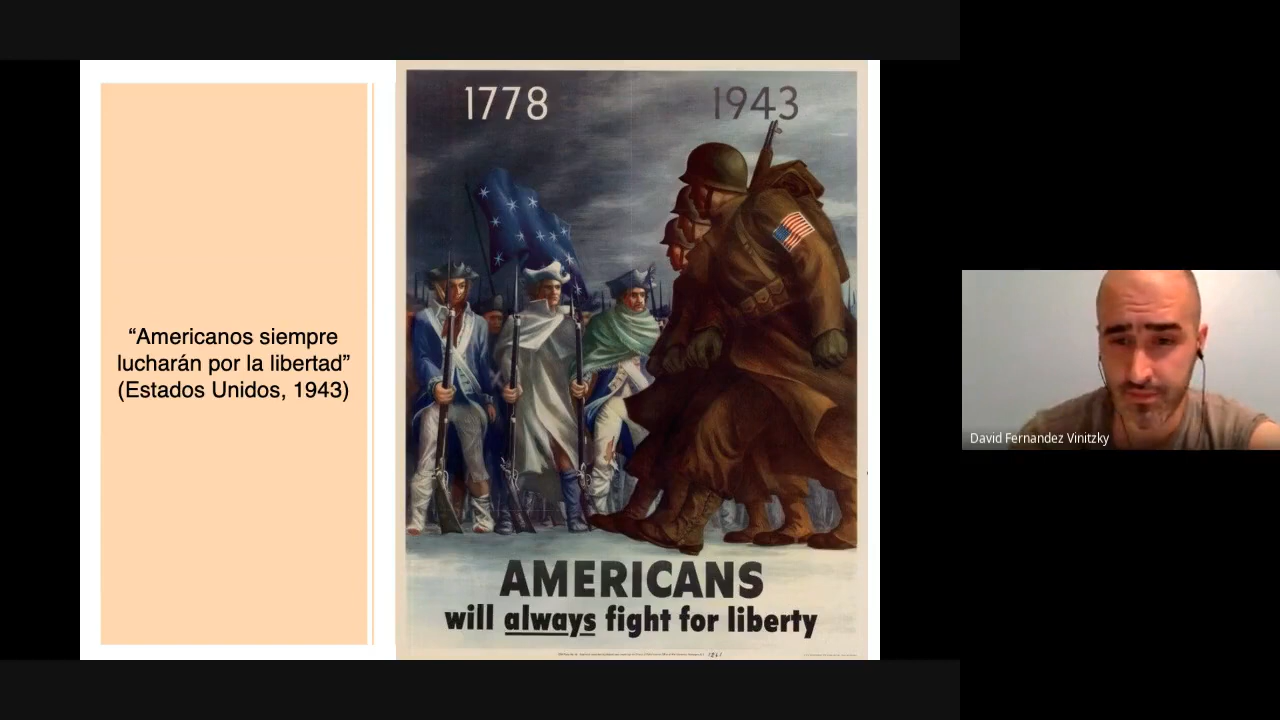 “Americanos siempre
lucharán por la libertad”
(Estados Unidos, 1943)
1778 1943
AMERICANS
will always fight for liberty
David Fernandez Vinitzky